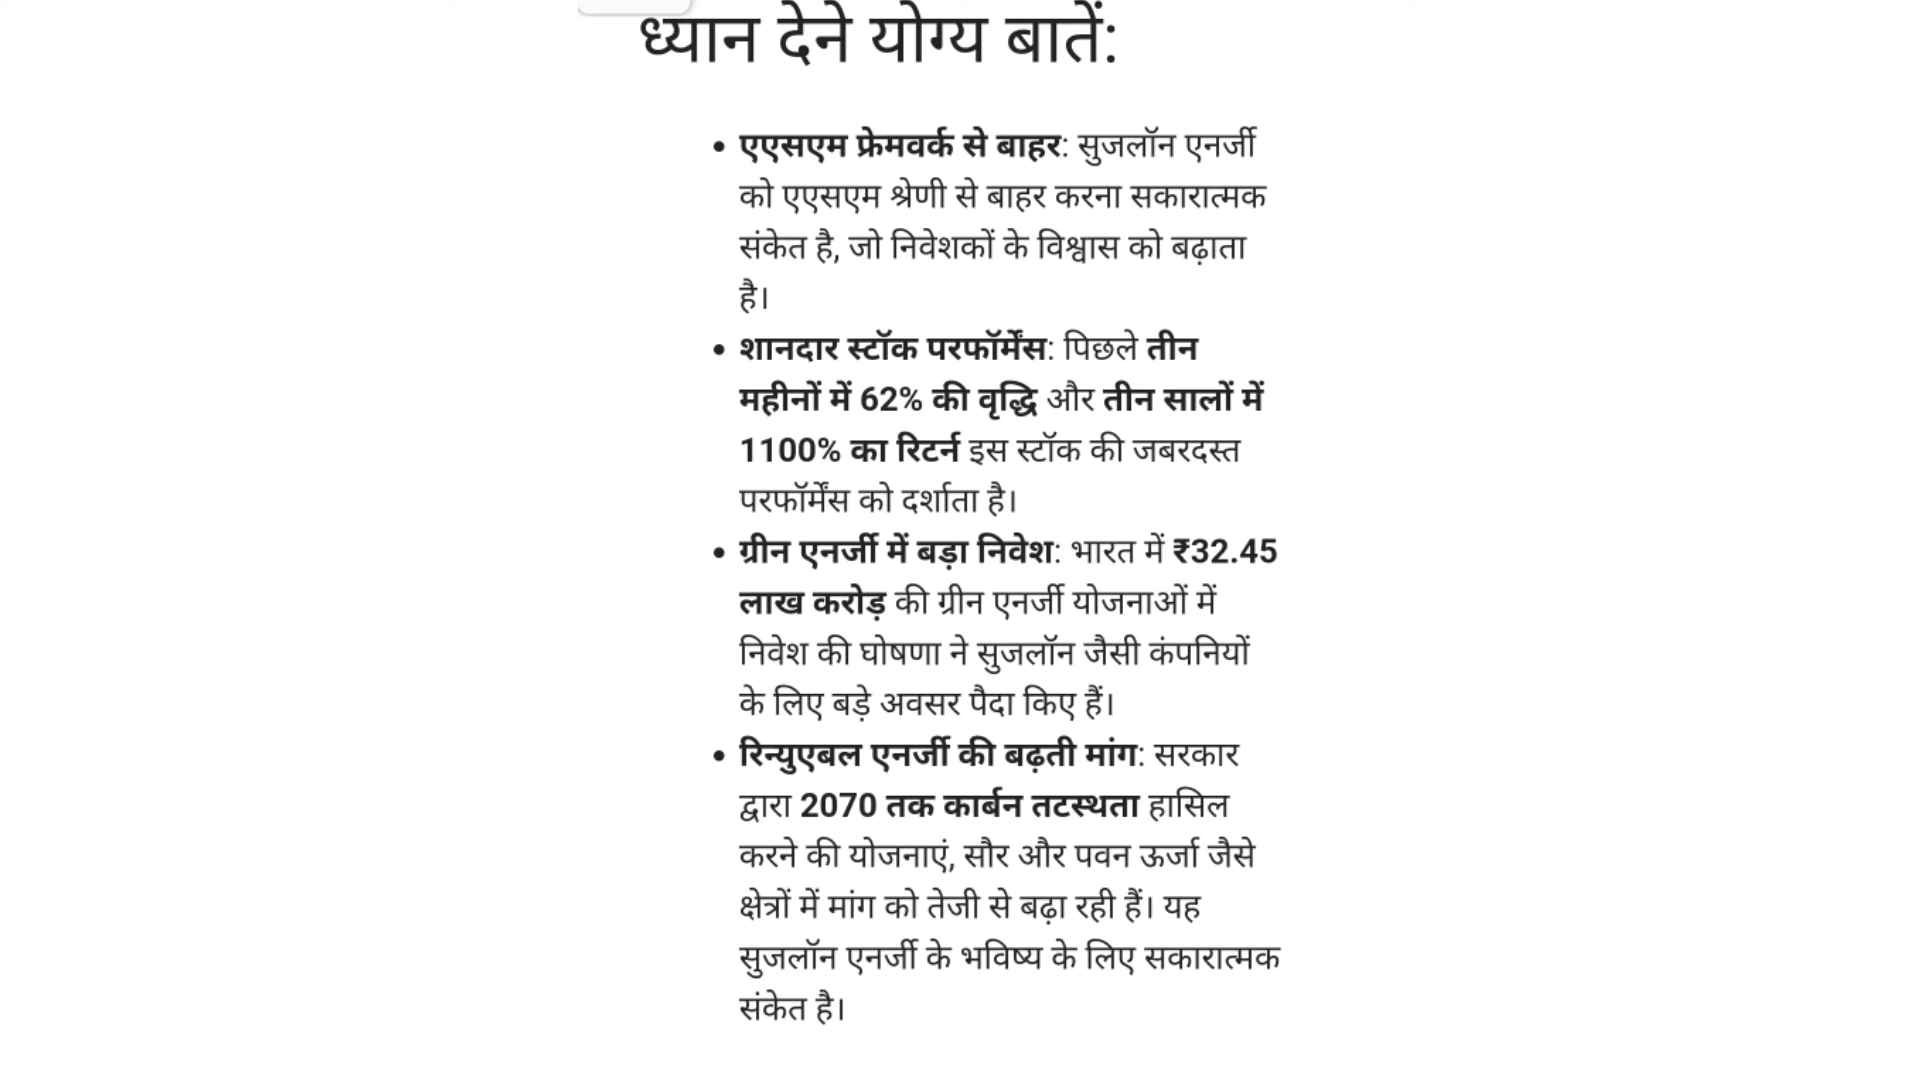 ध्यान देने योग्य बातें:
• एएसएम फ्रेमवर्क से बाहर: सुजलॉन एनर्जी
को एएसएम श्रेणी से बाहर करना सकारात्मक
संकेत है, जो निवेशकों के विश्वास को बढ़ाता
है।
• शानदार स्टॉक परफॉर्मेंस: पिछले तीन
महीनों में 62% की वृद्धि और तीन सालों में
1100% का रिटर्न इस स्टॉक की जबरदस्त
परफॉर्मेंस को दर्शाता है।
• ग्रीन एनर्जी में बड़ा निवेश: भारत में ₹32.45
लाख करोड़ की ग्रीन एनर्जी योजनाओं में
निवेश की घोषणा ने सुजलॉन जैसी कंपनियों
के लिए बड़े अवसर पैदा किए हैं।
• रिन्युएबल एनर्जी की बढ़ती मांग: सरकार
द्वारा 2070 तक कार्बन तटस्थता हासिल
करने की योजनाएं, सौर और पवन ऊर्जा जैसे
क्षेत्रों में मांग को तेजी से बढ़ा रही हैं। यह
सुजलॉन एनर्जी के भविष्य के लिए सकारात्मक
संकेत है।